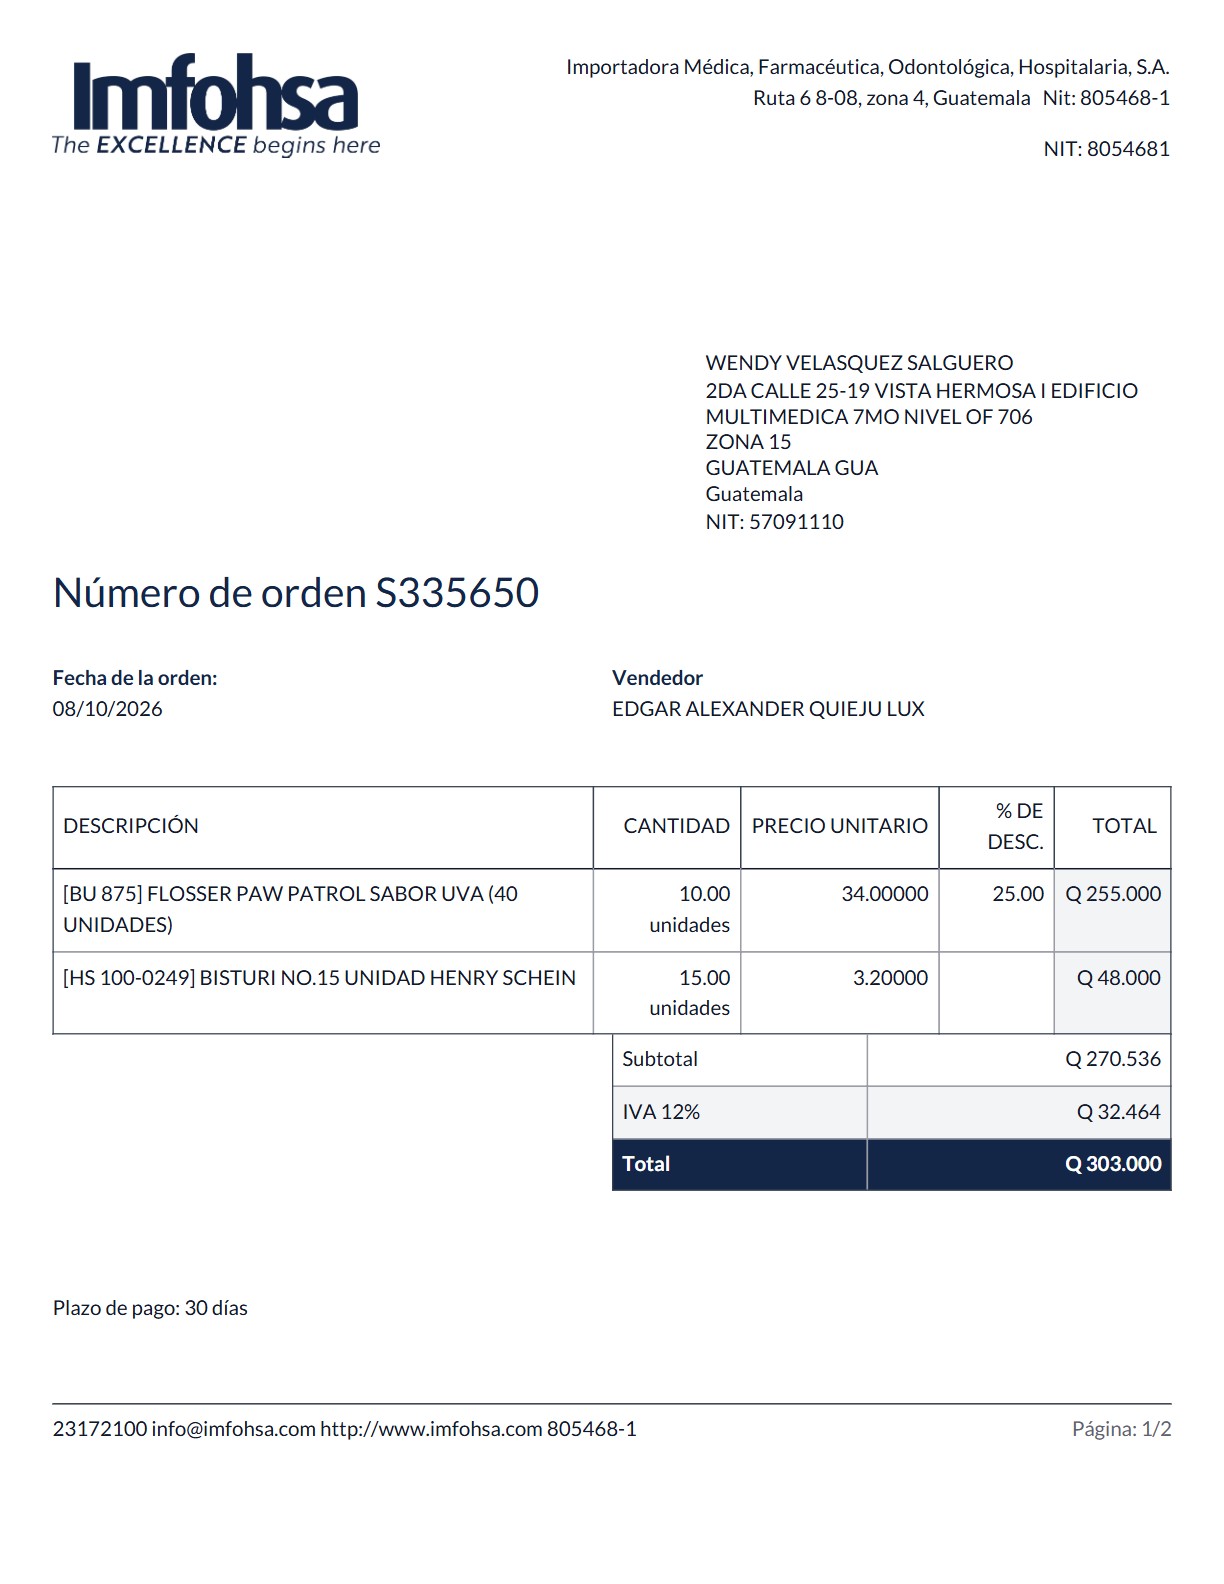 Imfohsa
The EXCELLENCE begins here
Importadora Médica, Farmacéutica, Odontológica, Hospitalaria, S.A.
Ruta 6 8-08, zona 4, Guatemala Nit: 805468-1
NIT: 8054681
WENDY VELASQUEZ SALGUERO
2DA CALLE 25-19 VISTA HERMOSA I EDIFICIO
MULTIMEDICA 7MO NIVEL OF 706
ZONA 15
GUATEMALA GUA
Guatemala
NIT: 57091110
Número de orden S335650
Fecha de la orden: Vendedor
08/10/2026 EDGAR ALEXANDER QUIEJU LUX
DESCRIPCIÓN CANTIDAD PRECIO UNITARIO % DE DESC. TOTAL
[BU 875] FLOSSER PAW PATROL SABOR UVA (40 10.00 34.00000 25.00 Q 255.000
UNIDADES) unidades
[HS 100-0249] BISTURI NO.15 UNIDAD HENRY SCHEIN 15.00 3.20000 Q 48.000
unidades
Subtotal Q 270.536
IVA 12% Q 32.464
Total Q 303.000
Plazo de pago: 30 días
23172100 info@imfohsa.com http://www.imfohsa.com 805468-1 Página: 1/2